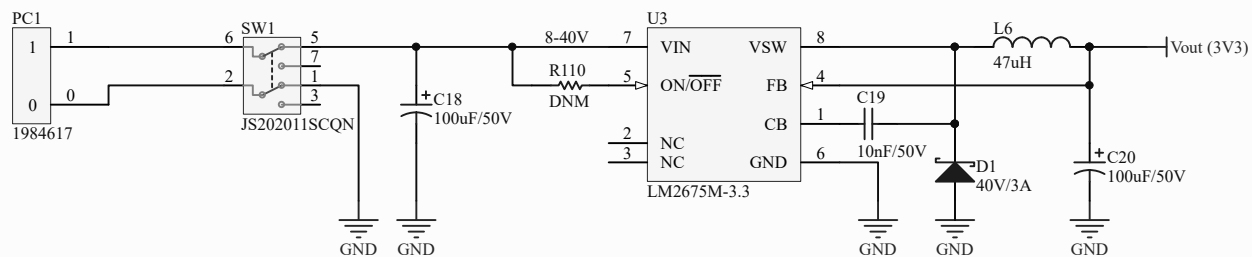 PC1
1
1
0
0
1984617
SW1
6
5
7
2
1
3
JS202011SCQN
C18
100uF/50V
8-40V
R110
DNM
U3
7
VIN
VSW
8
5
ON/OFF
FB
4
CB
1
2
NC
3
NC
GND
6
LM2675M-3.3
C19
10nF/50V
L6
47uH
D1
40V/3A
C20
100uF/50V
Vout (3V3)
GND
GND
GND
GND
GND